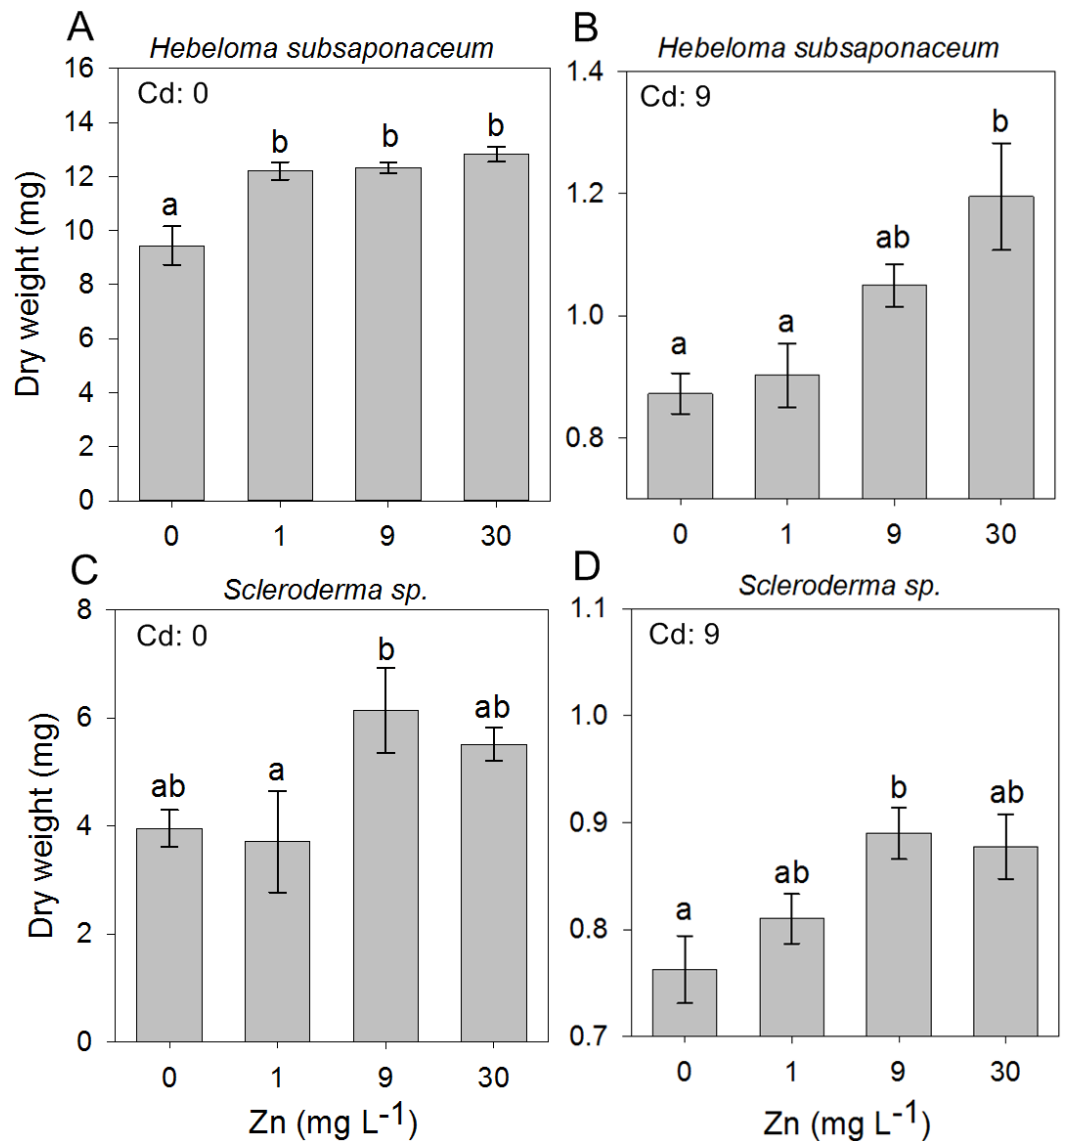 A
Hebeloma subsaponaceum
Cd: 0
16
14
12
10
8
6
4
2
0
Dry weight (mg)
a
b
b
b
0 1 9 30
B
Hebeloma subsaponaceum
Cd: 9
1.4
1.2
1.0
0.8
a
a
ab
b
0 1 9 30
C
Scleroderma sp.
Cd: 0
8
6
4
2
0
Dry weight (mg)
ab
a
b
ab
0 1 9 30
Zn (mg L-1)
D
Scleroderma sp.
Cd: 9
1.1
1.0
0.9
0.8
0.7
a
ab
b
ab
0 1 9 30
Zn (mg L-1)